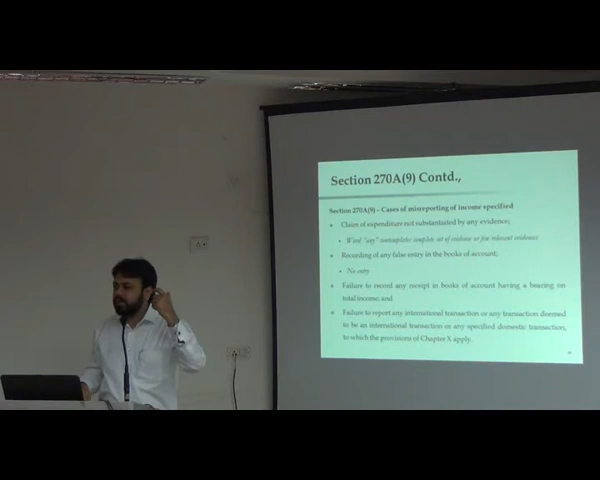 Section 270A(9) Contd.,
Section 270A(9) – Cases of misreporting of income specified
• Claim of expenditure not substantiated by any evidence;
• Word "any" contemplates complete set of evidence or few relevant evidence
• Recording of any false entry in the books of account;
• No entry
• Failure to record any receipt in books of account having a bearing on
total income; and
• Failure to report any international transaction or any transaction deemed
to be an international transaction or any specified domestic transaction,
to which the provisions of Chapter X apply.